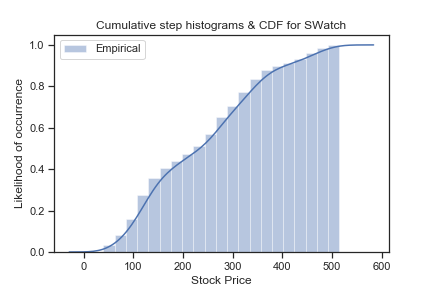 Cumulative step histograms & CDF for SWatch
Empirical
Likelihood of occurrence
1.0
0.8
0.6
0.4
0.2
0.0
0 100 200 300 400 500 600
Stock Price